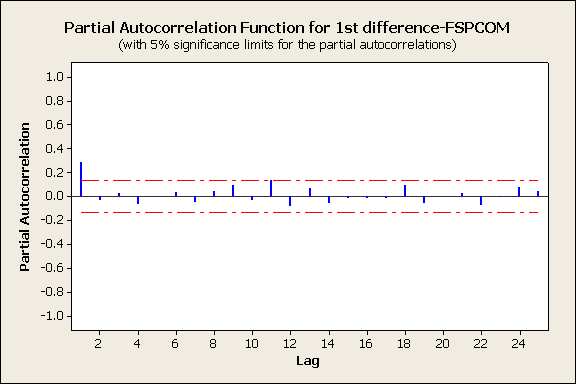 Partial Autocorrelation Function for 1st difference-FSPCOM
(with 5% significance limits for the partial autocorrelations)
Partial Autocorrelation
1.0
0.8
0.6
0.4
0.2
0.0
-0.2
-0.4
-0.6
-0.8
-1.0
2 4 6 8 10 12 14 16 18 20 22 24
Lag